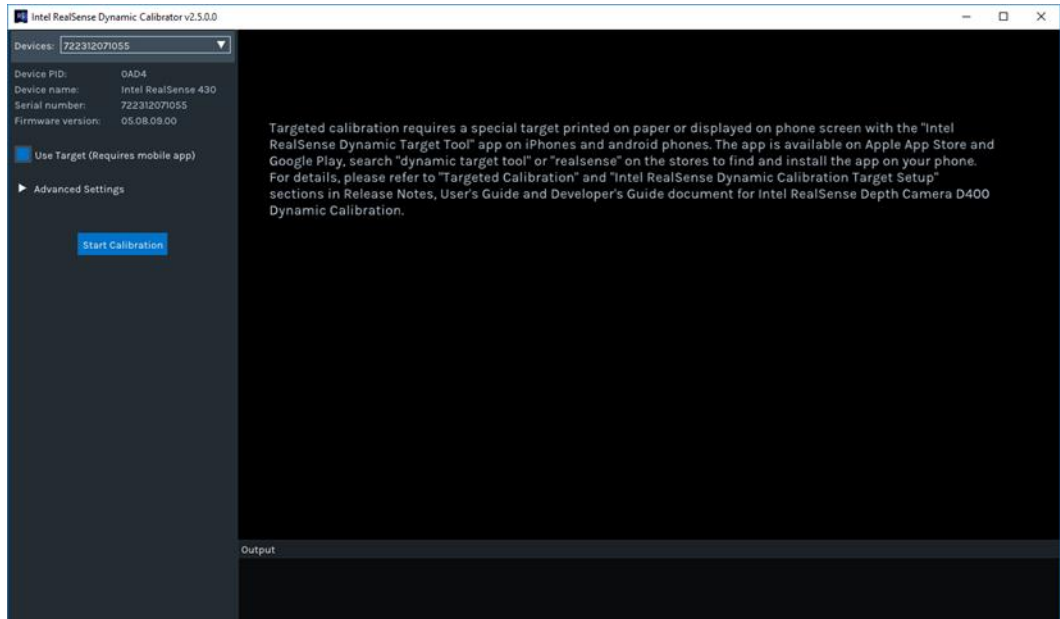 Intel RealSense Dynamic Calibrator v2.5.0.0
Devices: 722312071055
Device PID: 0AD4
Device name: Intel RealSense 430
Serial number: 722312071055
Firmware version: 05.08.09.00
Use Target (Requires mobile app)
Advanced Settings
Start Calibration
Targeted calibration requires a special target printed on paper or displayed on phone screen with the "Intel
RealSense Dynamic Target Tool" app on iPhones and android phones. The app is available on Apple App Store and
Google Play, search "dynamic target tool" or "realsense" on the stores to find and install the app on your phone.
For details, please refer to "Targeted Calibration" and "Intel RealSense Dynamic Calibration Target Setup"
sections in Release Notes, User's Guide and Developer's Guide document for Intel RealSense Depth Camera D400
Dynamic Calibration.
Output